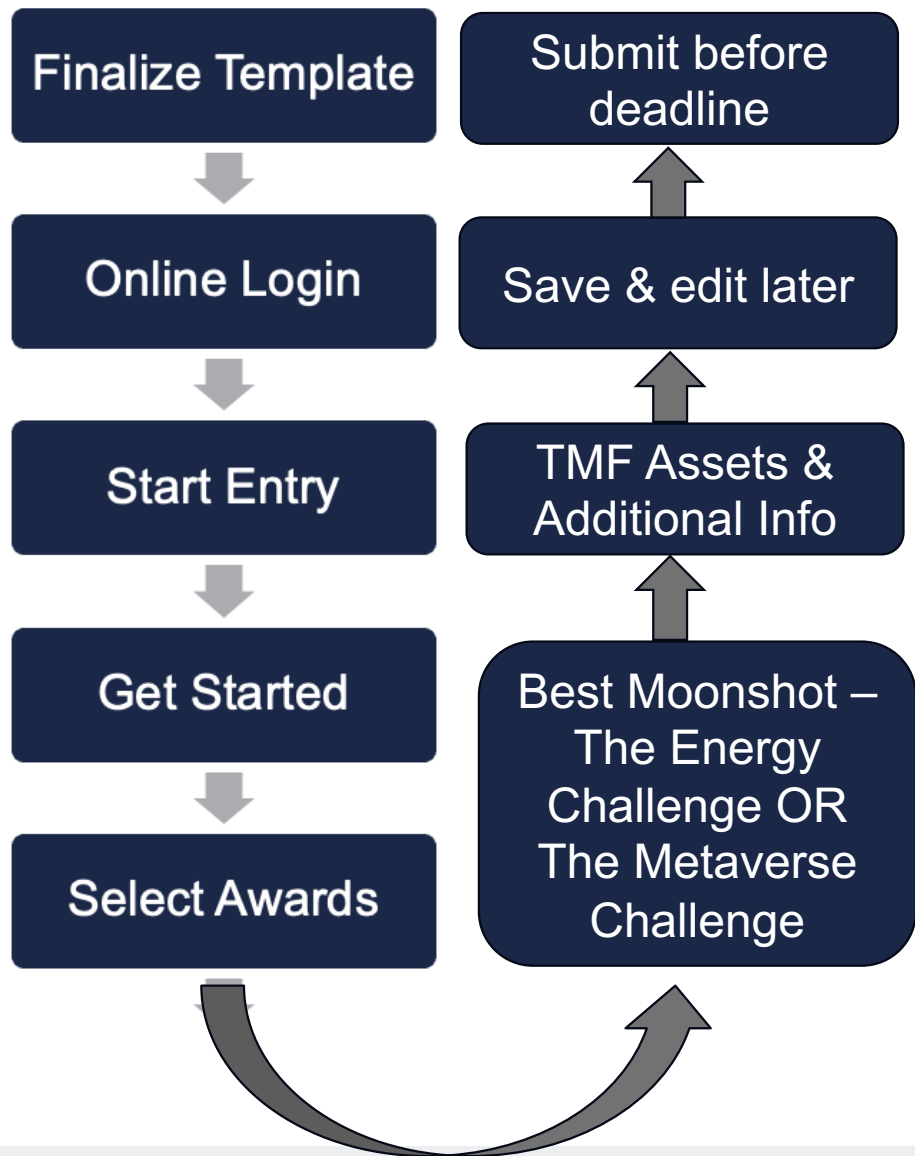 Finalize Template
Online Login
Start Entry
Get Started
Select Awards
Best Moonshot –
The Energy
Challenge OR
The Metaverse
Challenge
TMF Assets &
Additional Info
Save & edit later
Submit before
deadline